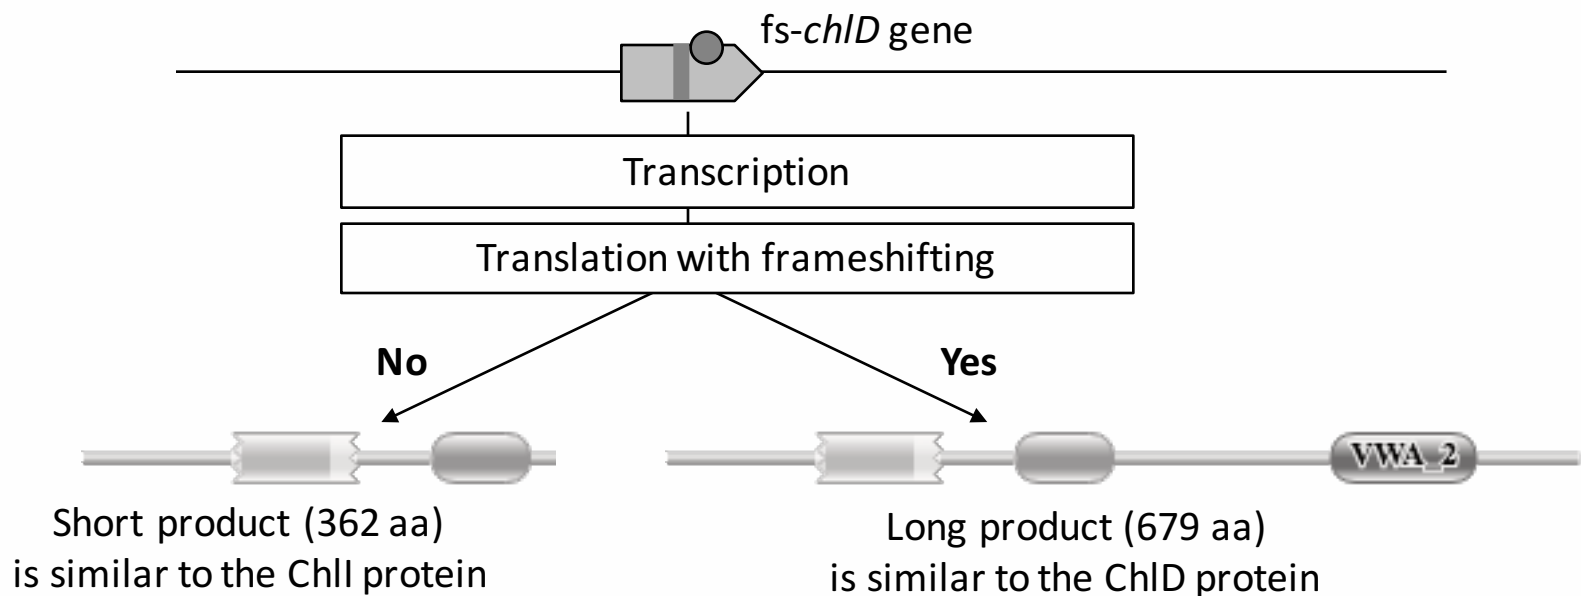 fs-chlD gene
Transcription
Translation with frameshifting
No
Yes
VWA_2
Short product (362 aa)
is similar to the ChlI protein
Long product (679 aa)
is similar to the ChlD protein